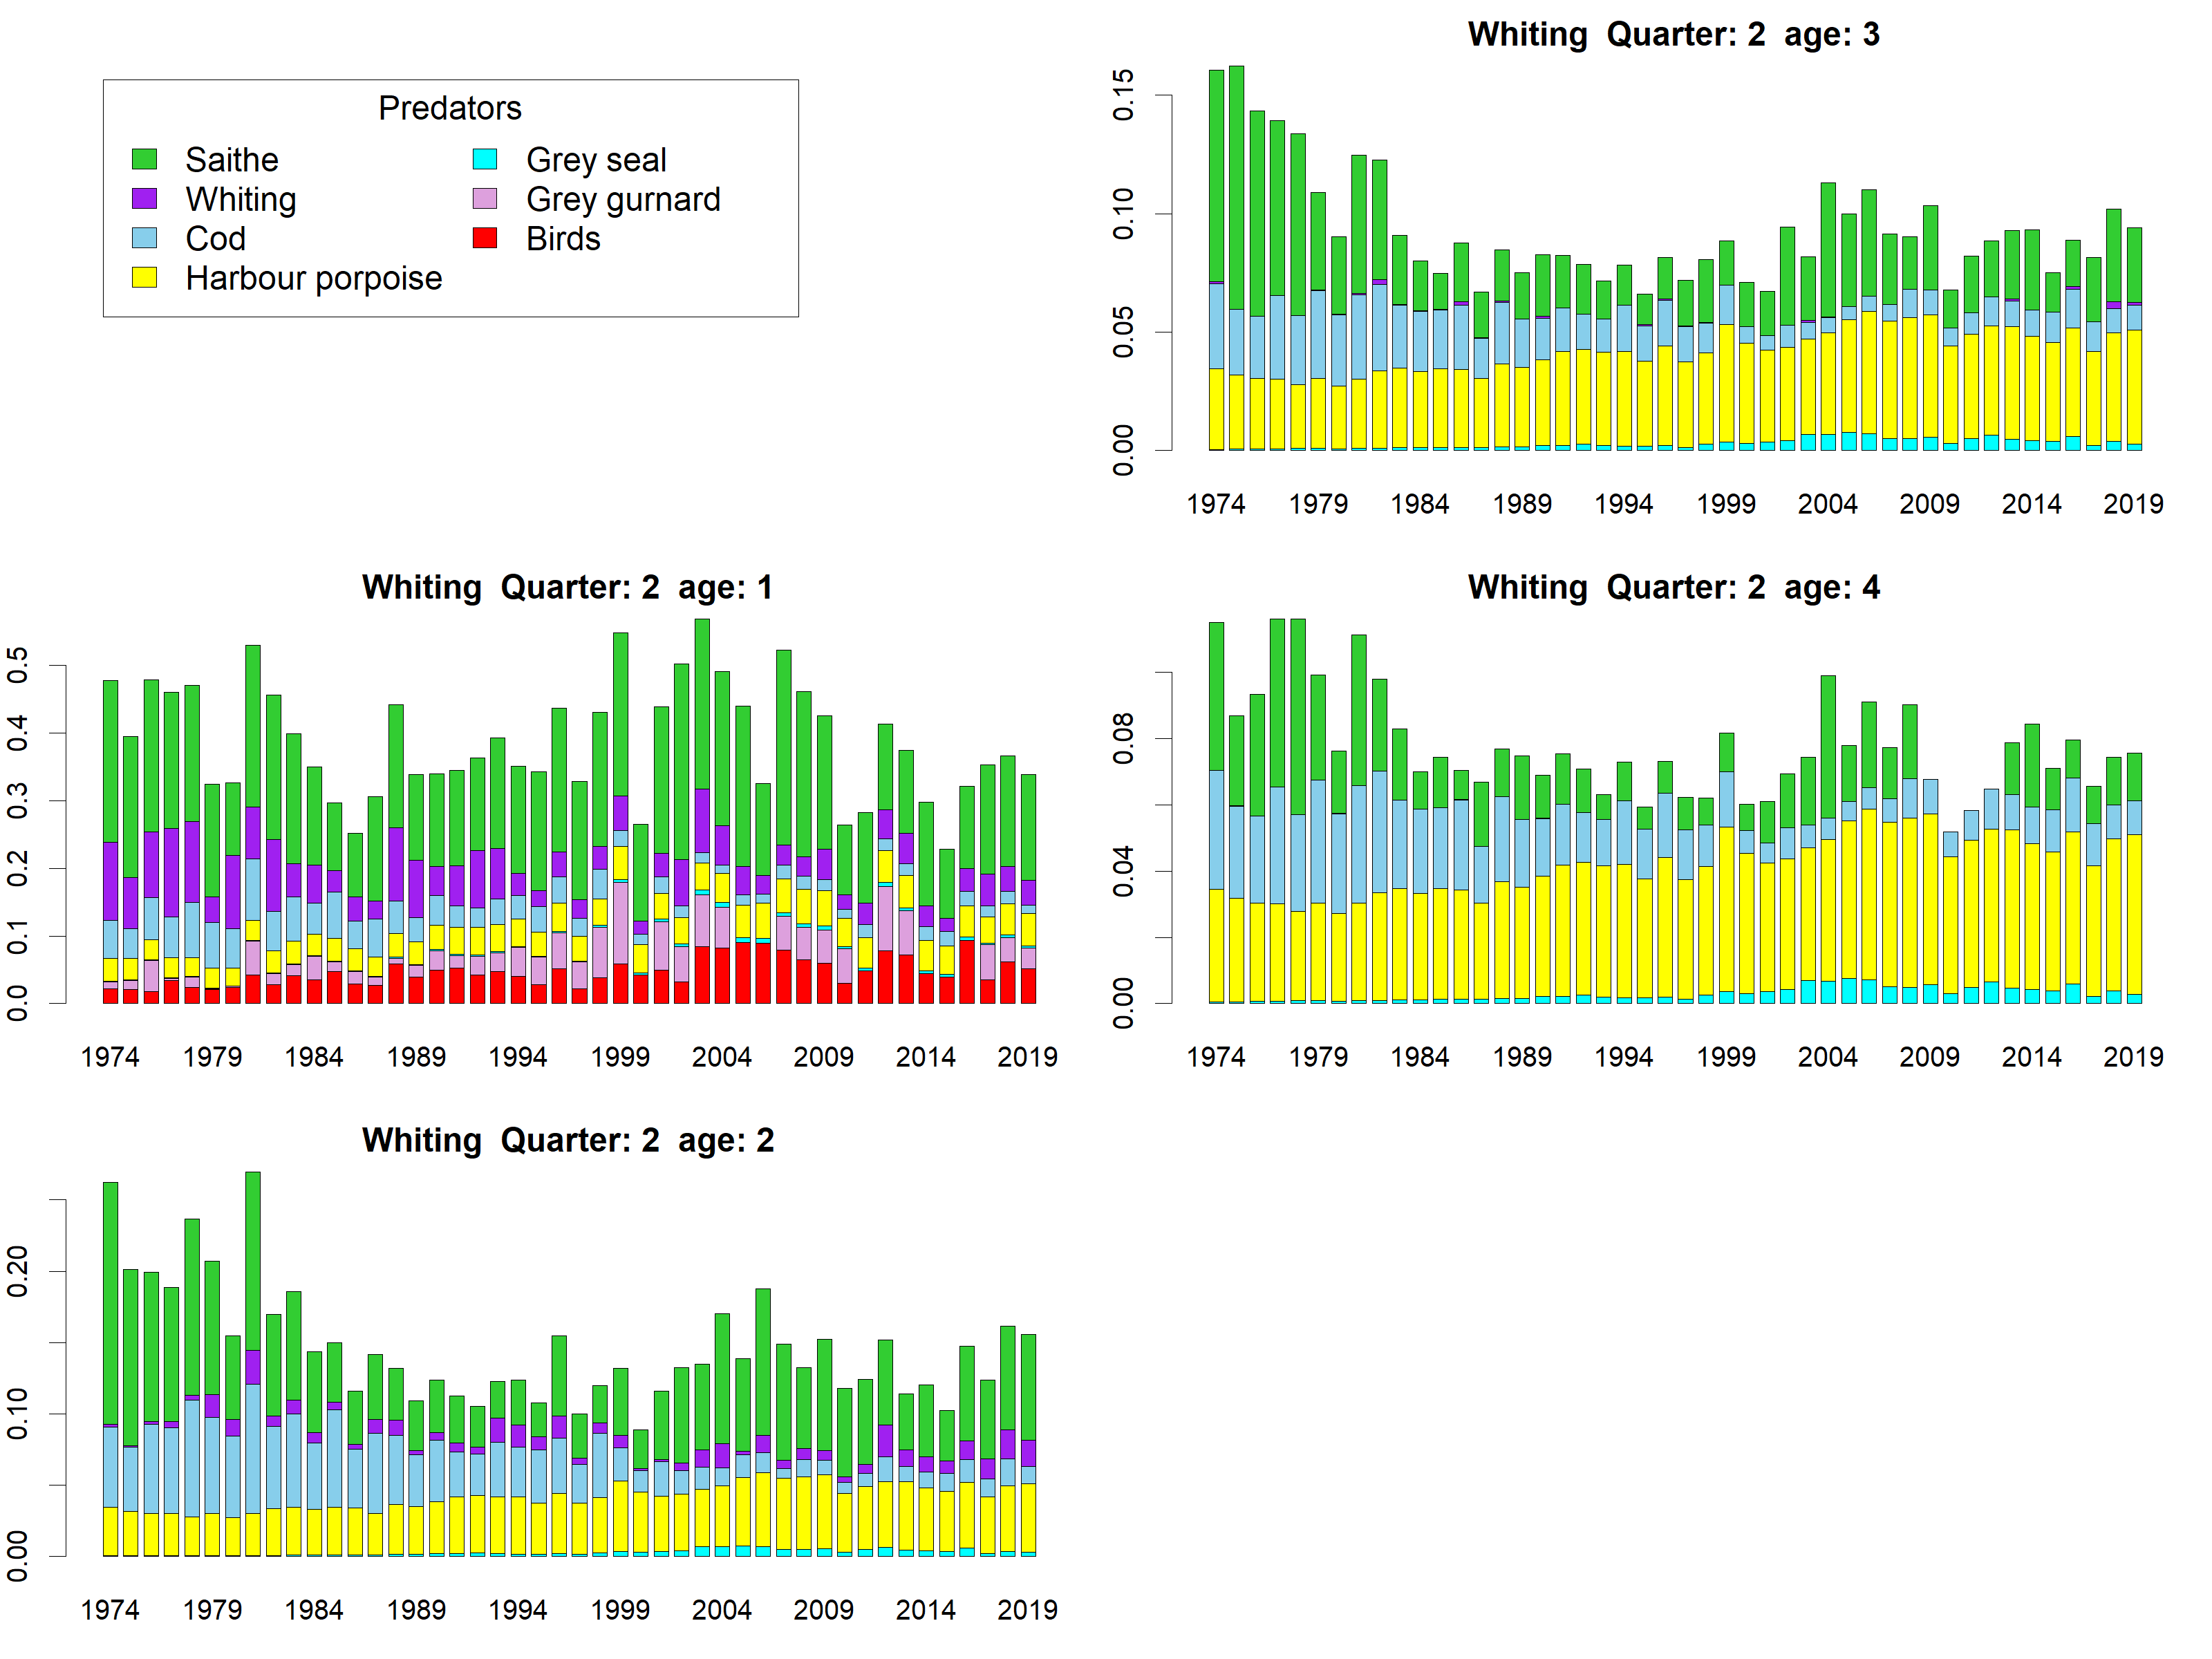 Predators
Saithe
Whiting
Cod
Harbour porpoise
Grey seal
Grey gurnard
Birds
Whiting Quarter: 2 age: 3
0.15
0.10
0.05
0.00
1974 1979 1984 1989 1994 1999 2004 2009 2014 2019
Whiting Quarter: 2 age: 1
0.5
0.4
0.3
0.2
0.1
0.0
1974 1979 1984 1989 1994 1999 2004 2009 2014 2019
Whiting Quarter: 2 age: 4
0.08
0.04
0.00
1974 1979 1984 1989 1994 1999 2004 2009 2014 2019
Whiting Quarter: 2 age: 2
0.20
0.10
0.00
1974 1979 1984 1989 1994 1999 2004 2009 2014 2019